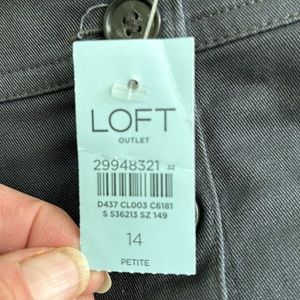 LOFT
OUTLET
29948321 32
D437 CL003 C6181
S 536213 SZ 149
14
PETITE